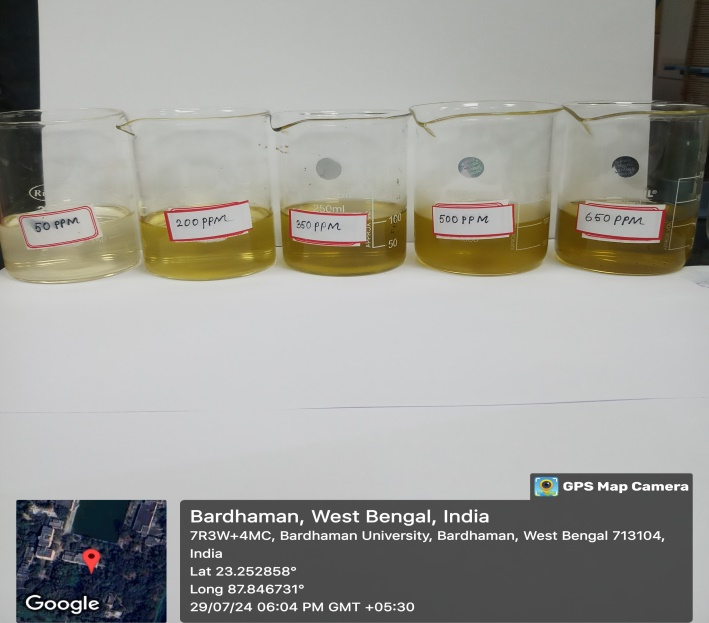 50 PPM
200 PPM
350 PPM
500 PPM
650 PPM
250ml
100
50
GPS Map Camera
Bardhaman, West Bengal, India
7R3W+4MC, Bardhaman University, Bardhaman, West Bengal 713104,
India
Lat 23.252858°
Long 87.846731°
29/07/24 06:04 PM GMT +05:30
Google